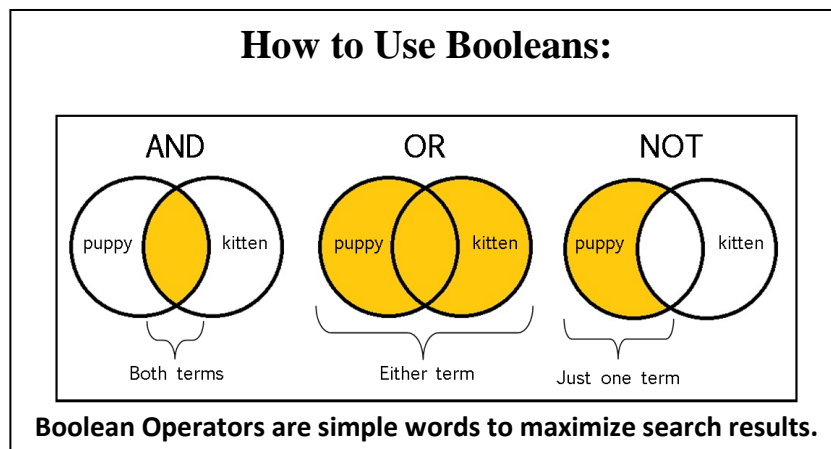 How to Use Booleans:
AND OR NOT
puppy kitten puppy kitten puppy kitten
Both terms Either term Just one term
Boolean Operators are simple words to maximize search results.